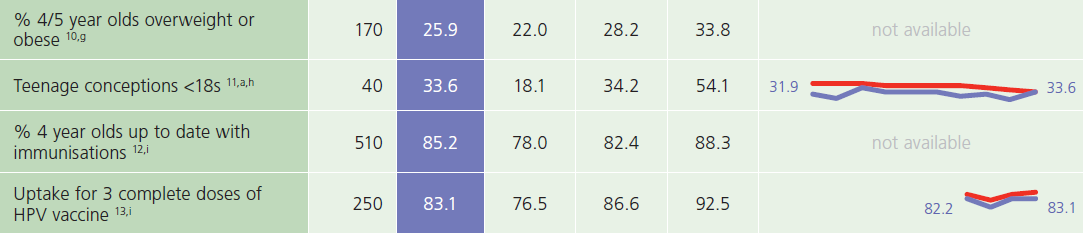 % 4/5 year olds overweight or
obese 10,g
170 25.9 22.0 28.2 33.8 not available
Teenage conceptions <18s 11,a,h
40 33.6 18.1 34.2 54.1 31.9 33.6
% 4 year olds up to date with
immunisations 12,i
510 85.2 78.0 82.4 88.3 not available
Uptake for 3 complete doses of
HPV vaccine 13,i
250 83.1 76.5 86.6 92.5 82.2 83.1